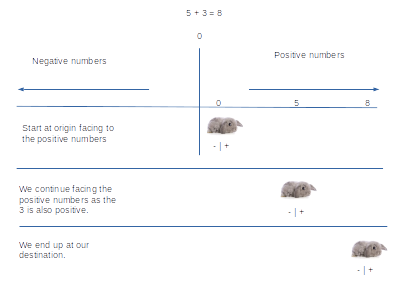 5 + 3 = 8
0
Negative numbers
Positive numbers
0 5 8
Start at origin facing to
the positive numbers
- | +
We continue facing the
positive numbers as the
3 is also positive.
- | +
We end up at our
destination.
- | +